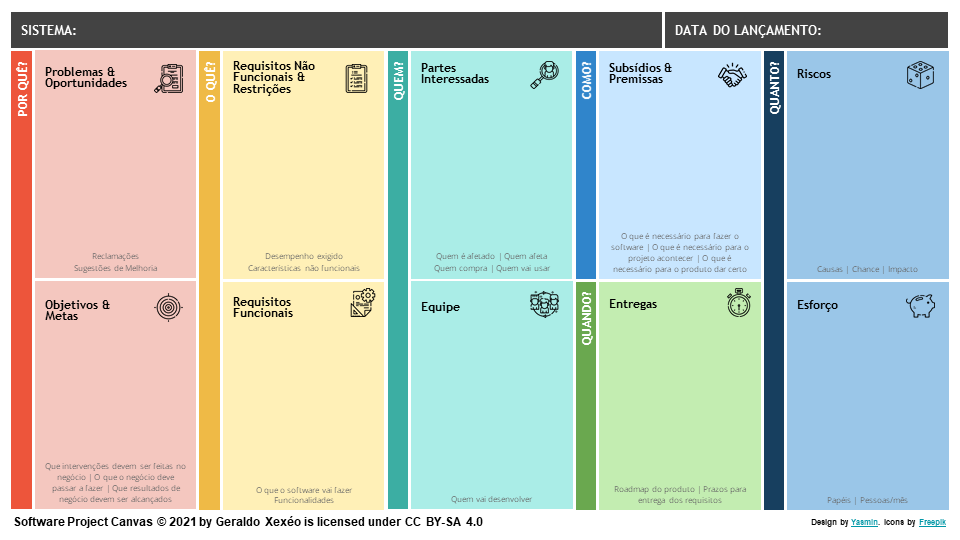 SISTEMA:
DATA DO LANÇAMENTO:
POR QUÊ?
Problemas &
Oportunidades
Reclamações
Sugestões de Melhoria
Objetivos &
Metas
Que intervenções devem ser feitas no
negócio | O que o negócio deve
passar a fazer | Que resultados de
negócio devem ser alcançados
O QUÊ?
Requisitos Não
Funcionais &
Restrições
Desempenho exigido
Características não funcionais
Requisitos
Funcionais
O que o software vai fazer
Funcionalidades
QUEM?
Partes
Interessadas
Quem é afetado | Quem afeta
Quem compra | Quem vai usar
Equipe
Quem vai desenvolver
COMO?
Subsídios &
Premissas
O que é necessário para fazer o
software | O que é necessário para o
projeto acontecer | O que é
necessário para o produto dar certo
QUANDO?
Entregas
Roadmap do produto | Prazos para
entrega dos requisitos
QUANTO?
Riscos
Causas | Chance | Impacto
Esforço
Papéis | Pessoas/mês
Software Project Canvas © 2021 by Geraldo Xexéo is licensed under CC BY-SA 4.0
Design by Yasmin. Icons by Freepik